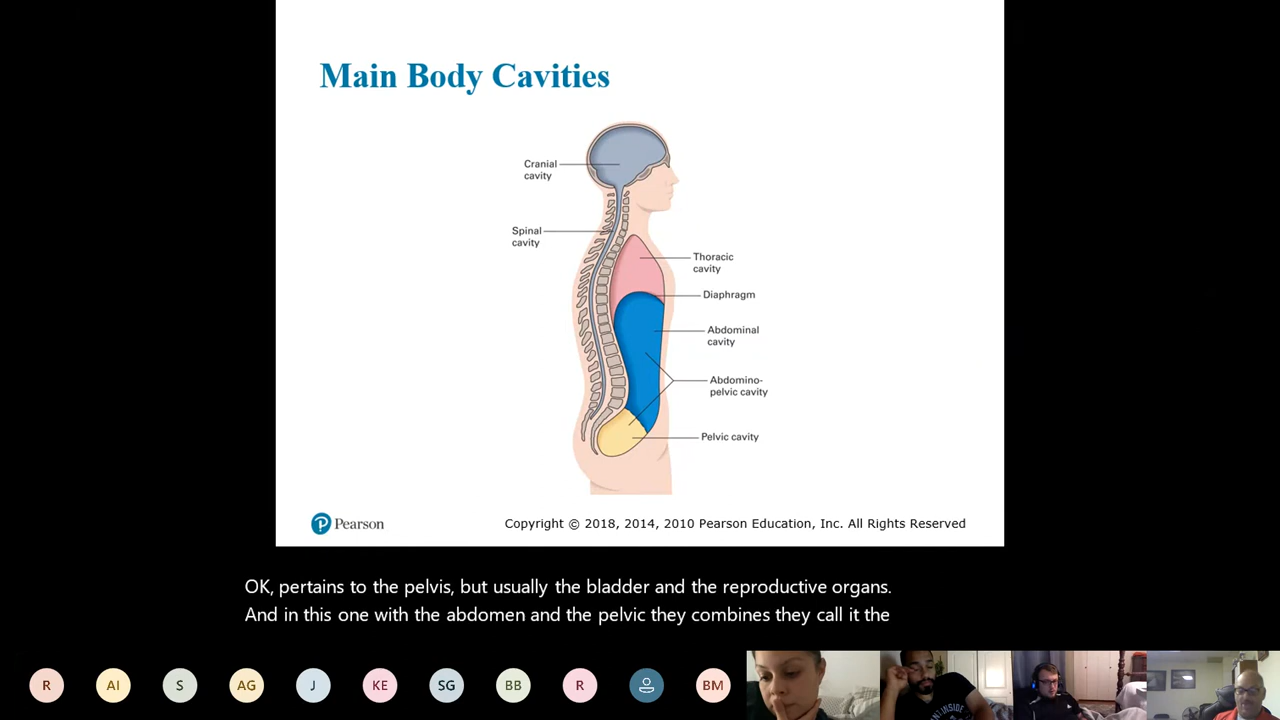 Main Body Cavities
Cranial
cavity
Spinal
cavity
Thoracic
cavity
Diaphragm
Abdominal
cavity
Abdomino-
pelvic cavity
Pelvic cavity
P Pearson
Copyright © 2018, 2014, 2010 Pearson Education, Inc. All Rights Reserved
OK, pertains to the pelvis, but usually the bladder and the reproductive organs.
And in this one with the abdomen and the pelvic they combines they call it the
R AI S AG J KE SG BB R BM
ANT INSIDE